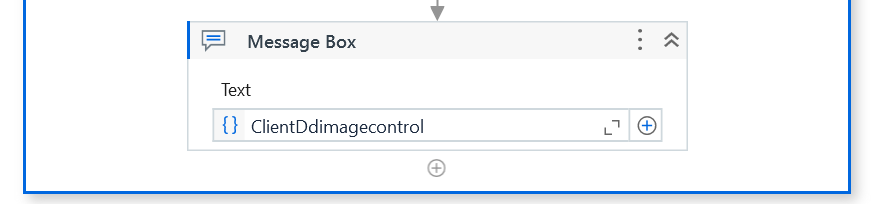 Message Box
Text
{} ClientDdimagecontrol